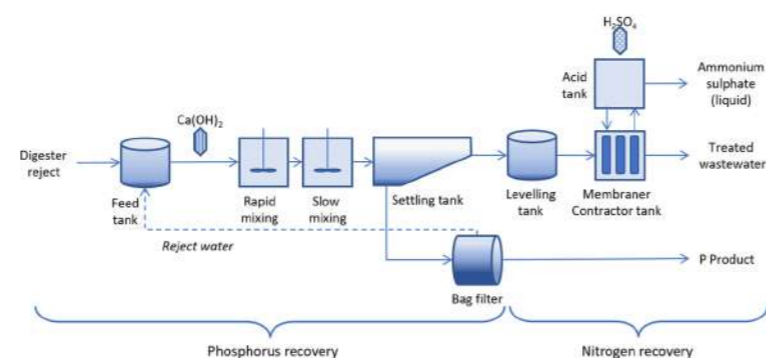 H₂SO₄
Acid
tank
Ammonium
sulphate
(liquid)
Ca(OH)₂
Digester
reject
Feed
tank
Rapid
mixing
Slow
mixing
Settling tank
Levelling
tank
Membraner
Contractor tank
Treated
wastewater
Reject water
Bag filter
P Product
Phosphorus recovery
Nitrogen recovery